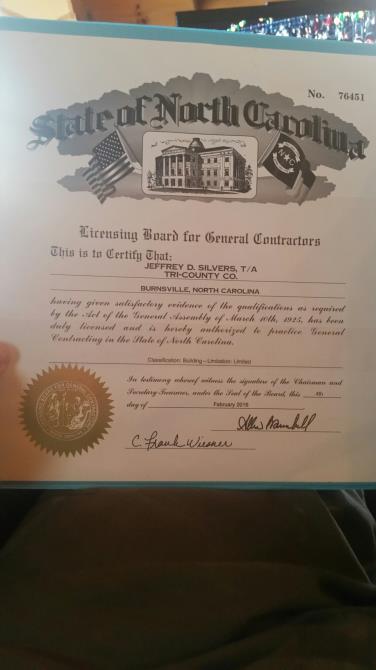 No. 76451
State of North Carolina
Licensing Board for General Contractors
This is to Certify That:
JEFFREY D. SILVERS, T/A
TRI-COUNTY CO.
BURNSVILLE, NORTH CAROLINA
having given satisfactory evidence of the qualifications as required
by the Act of the General Assembly of March 10th, 1925, has been
duly licensed and is hereby authorized to practice General
Contracting in the State of North Carolina.
Classification: Building – Limitation: Limited
In testimony whereof witness the signature of the Chairman and
Secretary-Treasurer, under the Seal of the Board, this 4th
day of February 2016
C. Frank Wiesner